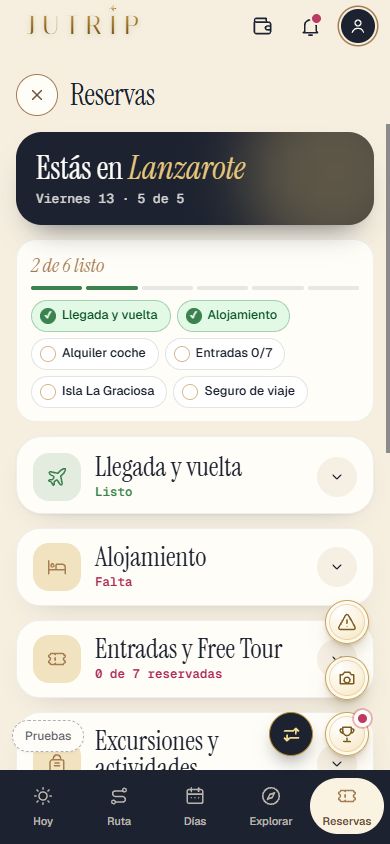 JUTRIP
Reservas
Estás en Lanzarote
Viernes 13 · 5 de 5
2 de 6 listo
Llegada y vuelta
Alojamiento
Alquiler coche
Entradas 0/7
Isla La Graciosa
Seguro de viaje
Llegada y vuelta
Listo
Alojamiento
Falta
Entradas y Free Tour
0 de 7 reservadas
Excursiones y
actividades
Pruebas
Hoy
Ruta
Días
Explorar
Reservas